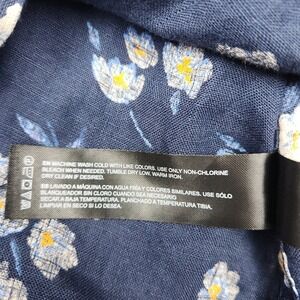 EN MACHINE WASH COLD WITH LIKE COLORS. USE ONLY NON-CHLORINE
BLEACH WHEN NEEDED. TUMBLE DRY LOW. WARM IRON.
DRY CLEAN IF DESIRED.
ES LAVADO A MÁQUINA CON AGUA FRÍA Y COLORES SIMILARES. USE SÓLO
BLANQUEADOR SIN CLORO CUANDO SEA NECESARIO
SECAR A BAJA TEMPERATURA. PLANCHADO A TEMPERATURA TIBIA.
LIMPIAR EN SECO SI LO DESEA.